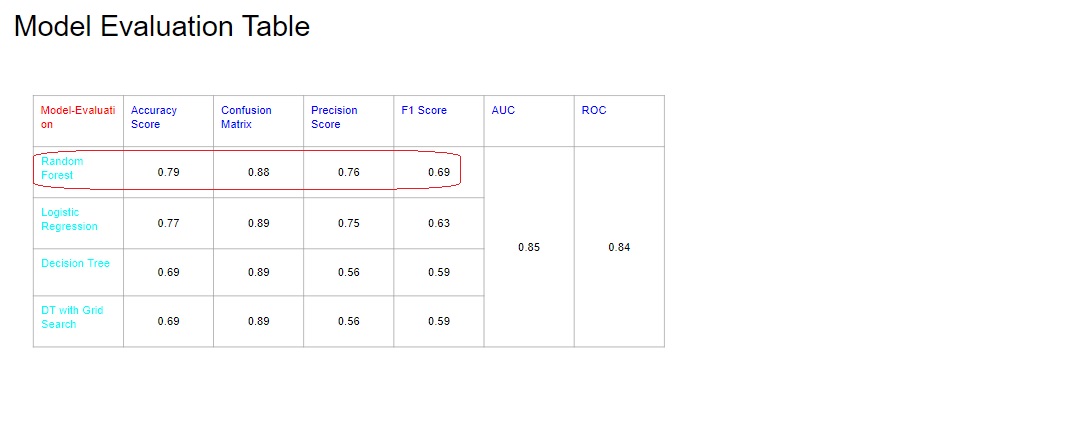 Model Evaluation Table
Model-Evaluati
on
Accuracy
Score
Confusion
Matrix
Precision
Score
F1 Score
AUC
ROC
Random
Forest
0.79
0.88
0.76
0.69
Logistic
Regression
0.77
0.89
0.75
0.63
0.85
0.84
Decision Tree
0.69
0.89
0.56
0.59
DT with Grid
Search
0.69
0.89
0.56
0.59